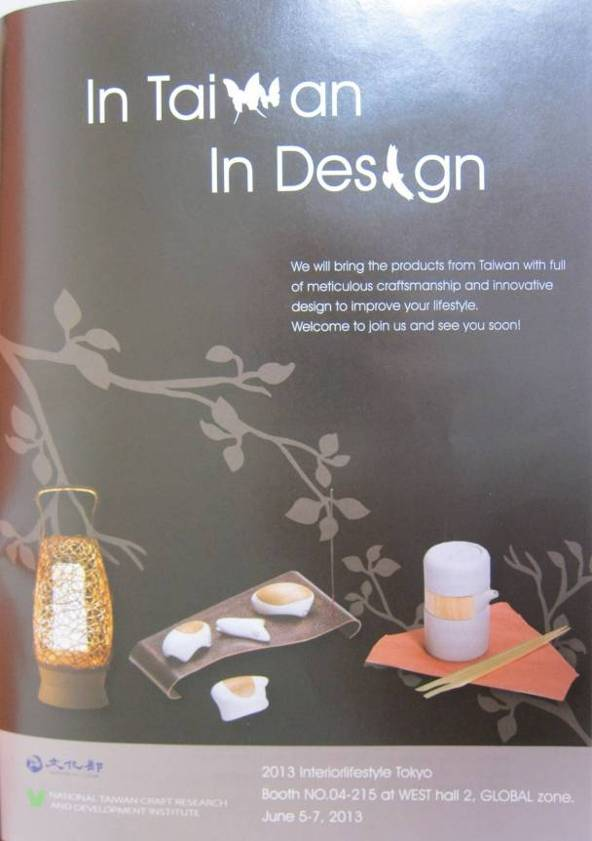 In Taiwan
In Design
We will bring the products from Taiwan with full
of meticulous craftsmanship and innovative
design to improve your lifestyle.
Welcome to join us and see you soon!
文化部
NATIONAL TAIWAN CRAFT RESEARCH
AND DEVELOPMENT INSTITUTE
2013 Interiorlifestyle Tokyo
Booth NO.04-215 at WEST hall 2, GLOBAL zone.
June 5-7, 2013